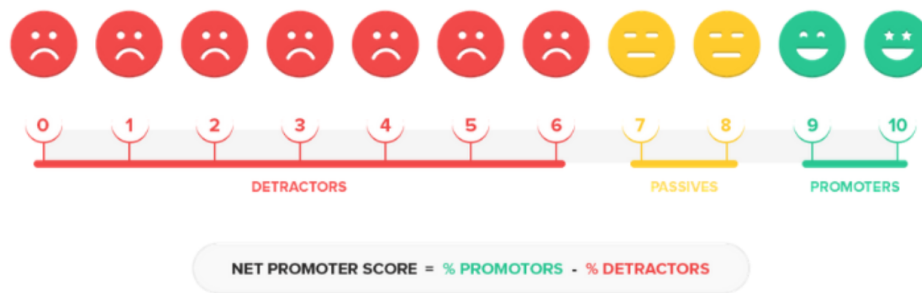 0 1 2 3 4 5 6 7 8 9 10
DETRACTORS PASSIVES PROMOTERS
NET PROMOTER SCORE = % PROMOTORS - % DETRACTORS